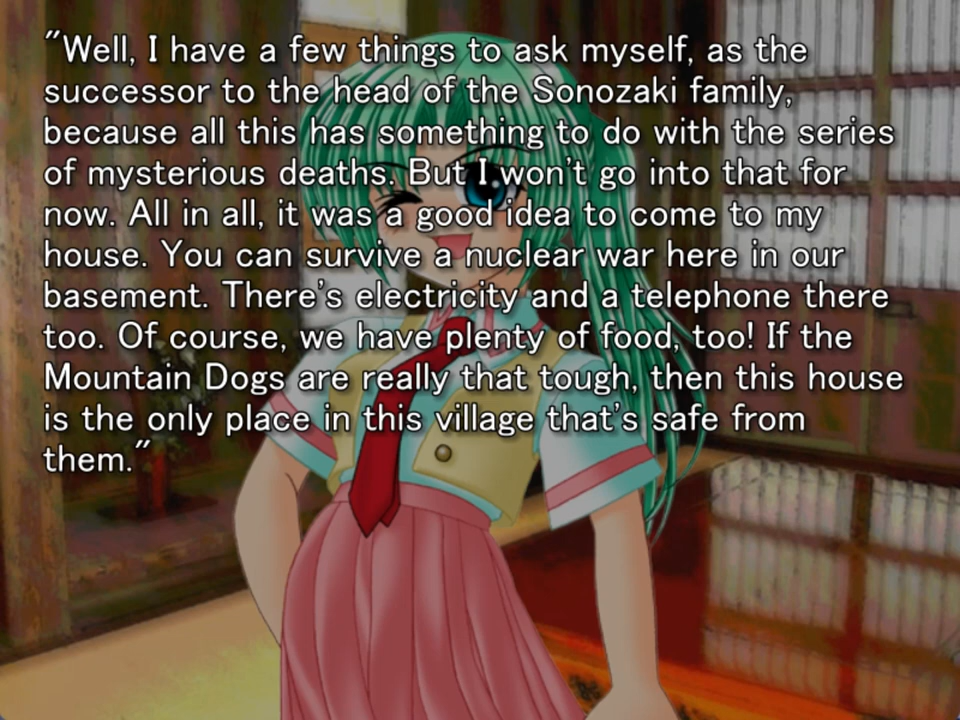 "Well, I have a few things to ask myself, as the
successor to the head of the Sonozaki family,
because all this has something to do with the series
of mysterious deaths. But I won't go into that for
now. All in all, it was a good idea to come to my
house. You can survive a nuclear war here in our
basement. There's electricity and a telephone there
too. Of course, we have plenty of food, too! If the
Mountain Dogs are really that tough, then this house
is the only place in this village that's safe from
them."